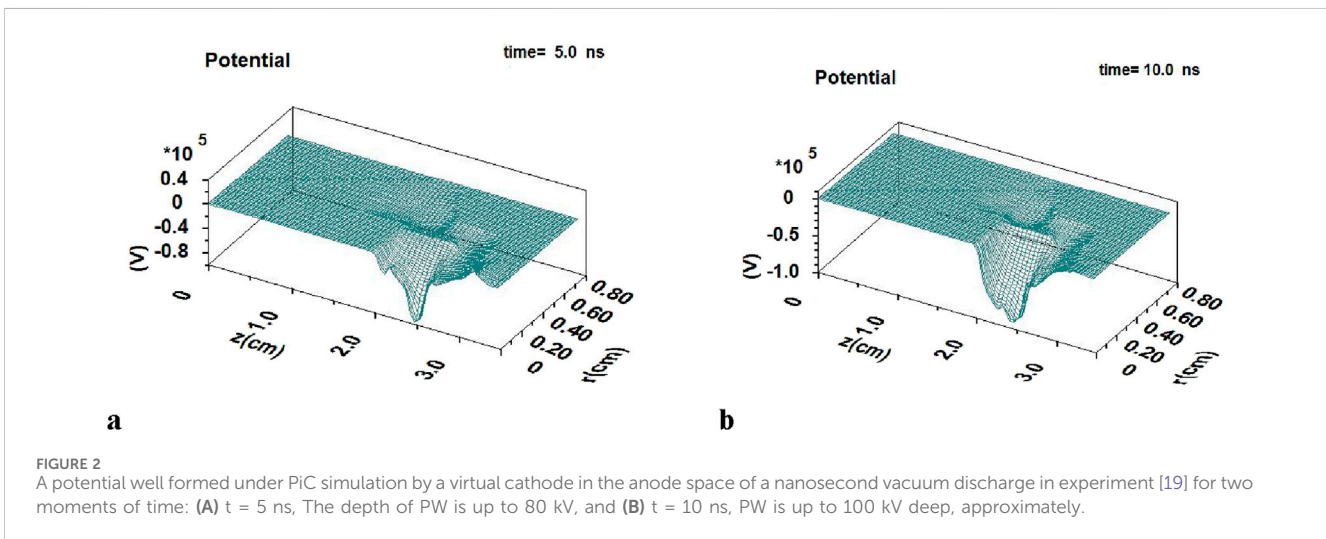 Potential
time= 5.0 ns
*10 5
0.4
0
-0.4
-0.8
(V)
0
1.0
2.0
3.0
z(cm)
0.80
0.60
0.40
0.20
0
r(cm)
a
Potential
time= 10.0 ns
*10 5
0
-0.5
-1.0
(V)
0
1.0
2.0
3.0
z(cm)
0.80
0.60
0.40
0.20
0
r(cm)
b
FIGURE 2
A potential well formed under PiC simulation by a virtual cathode in the anode space of a nanosecond vacuum discharge in experiment [19] for two
moments of time: (A) t = 5 ns, The depth of PW is up to 80 kV, and (B) t = 10 ns, PW is up to 100 kV deep, approximately.